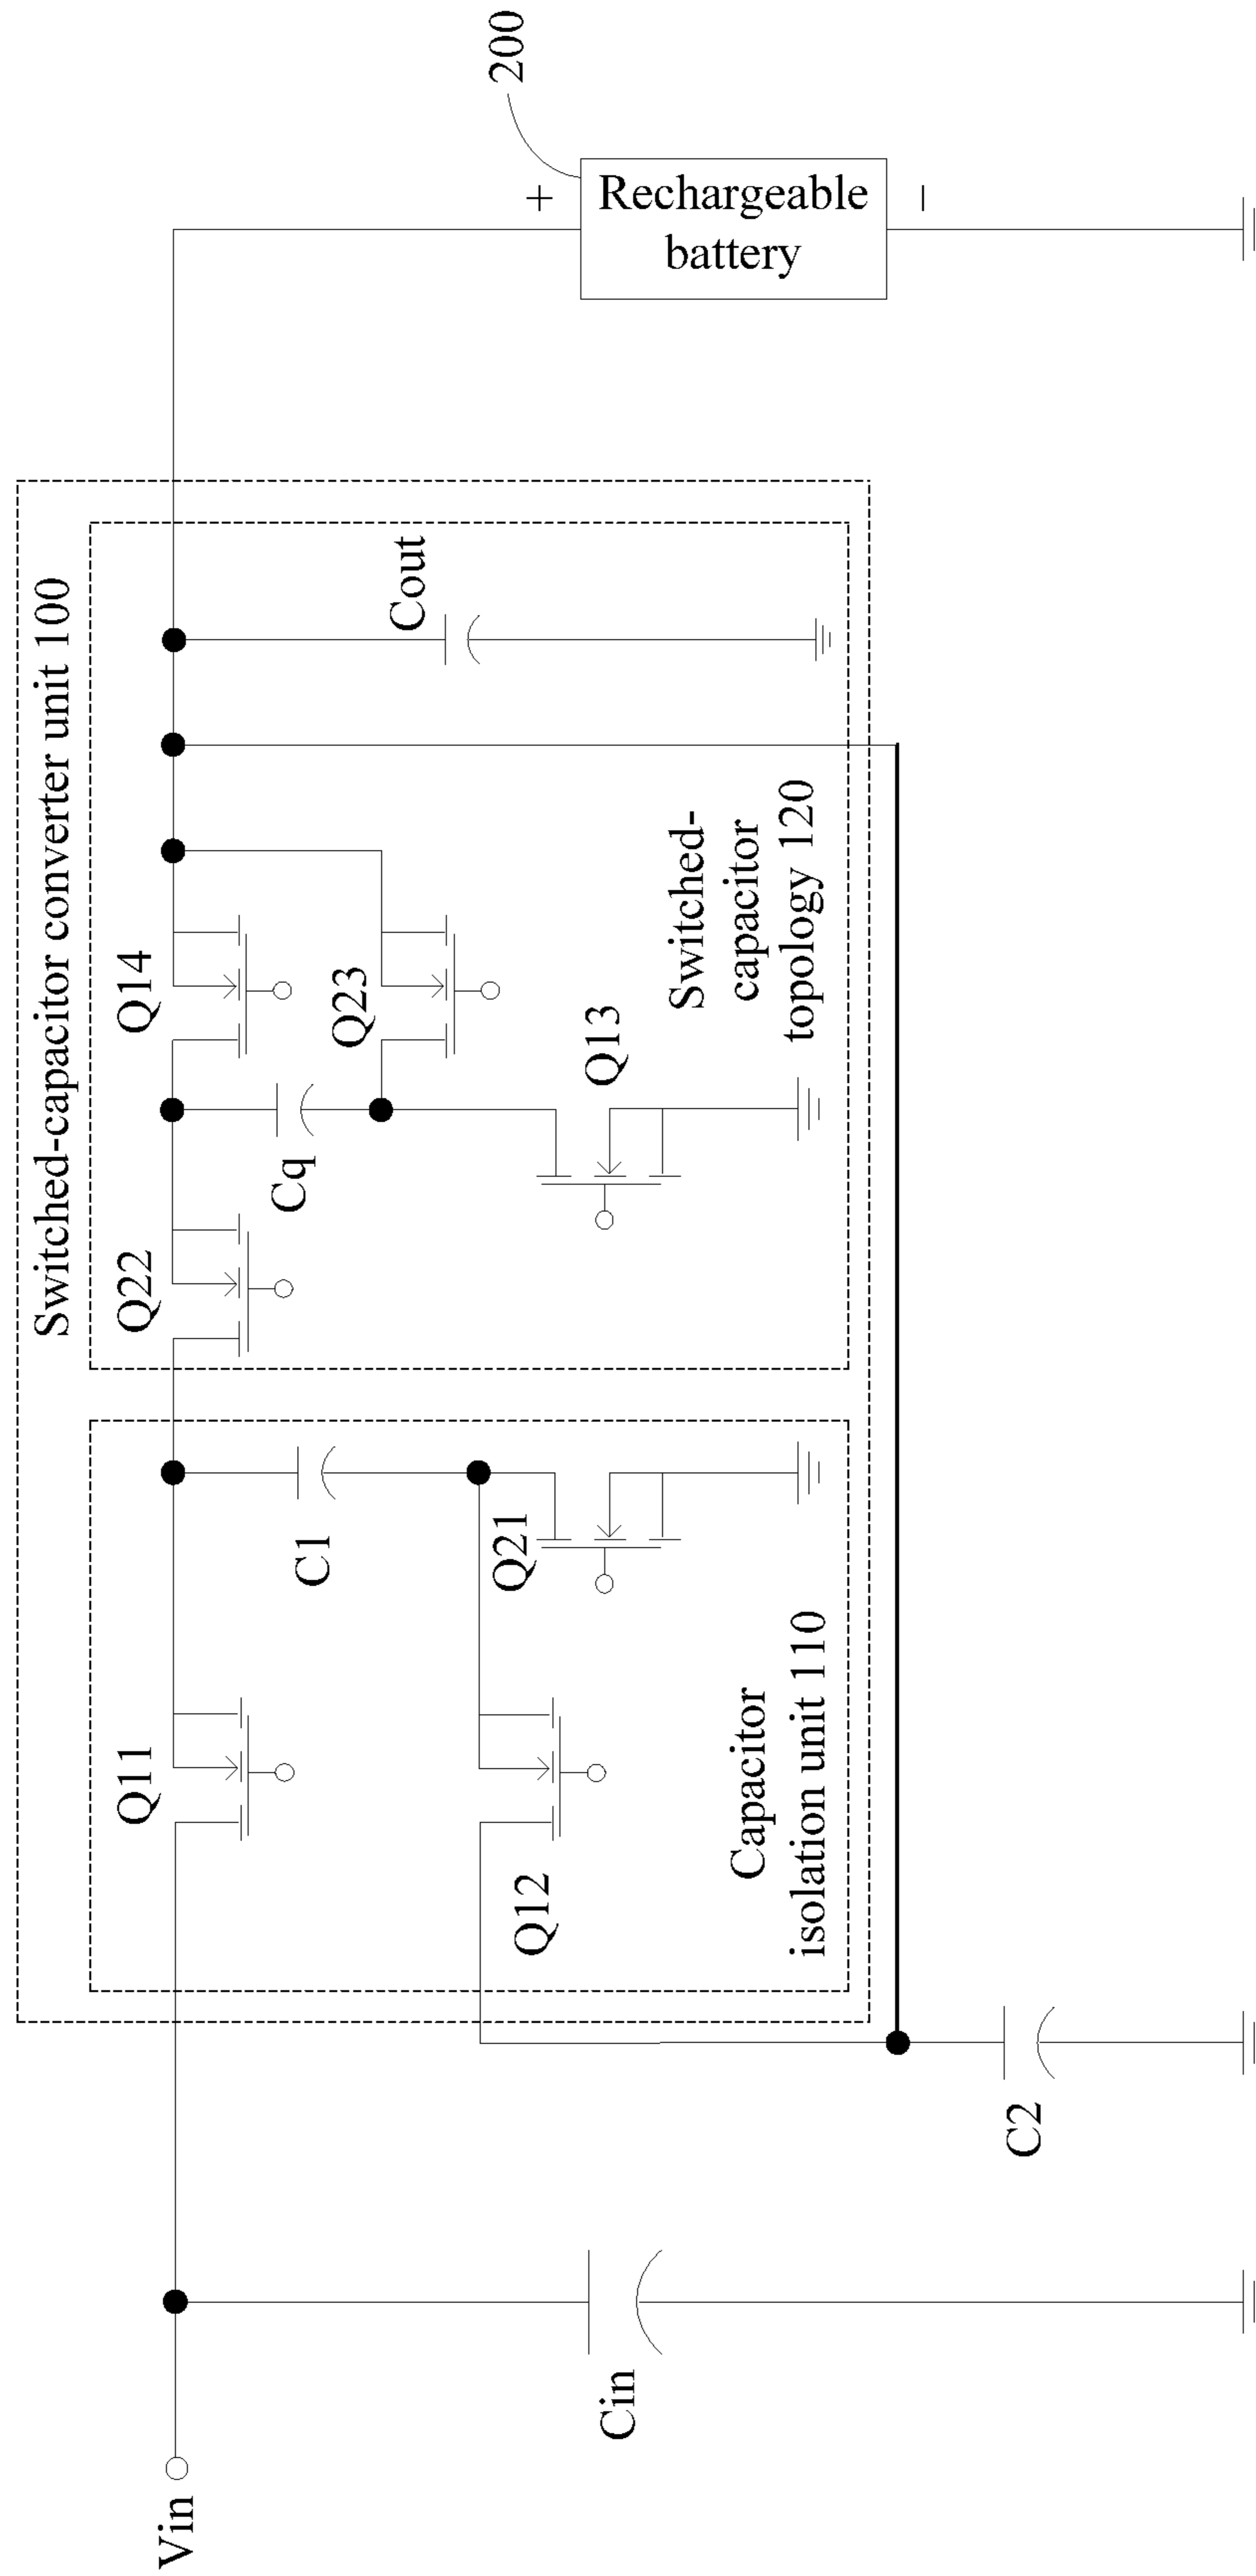 Switched-capacitor converter unit 100
Q11
Q22
Q14
200
C1
Cq
Q23
Cout
+
Rechargeable
battery
−
Q12
Q21
Q13
Capacitor
isolation unit 110
Switched-
capacitor
topology 120
Vin
Cin
C2